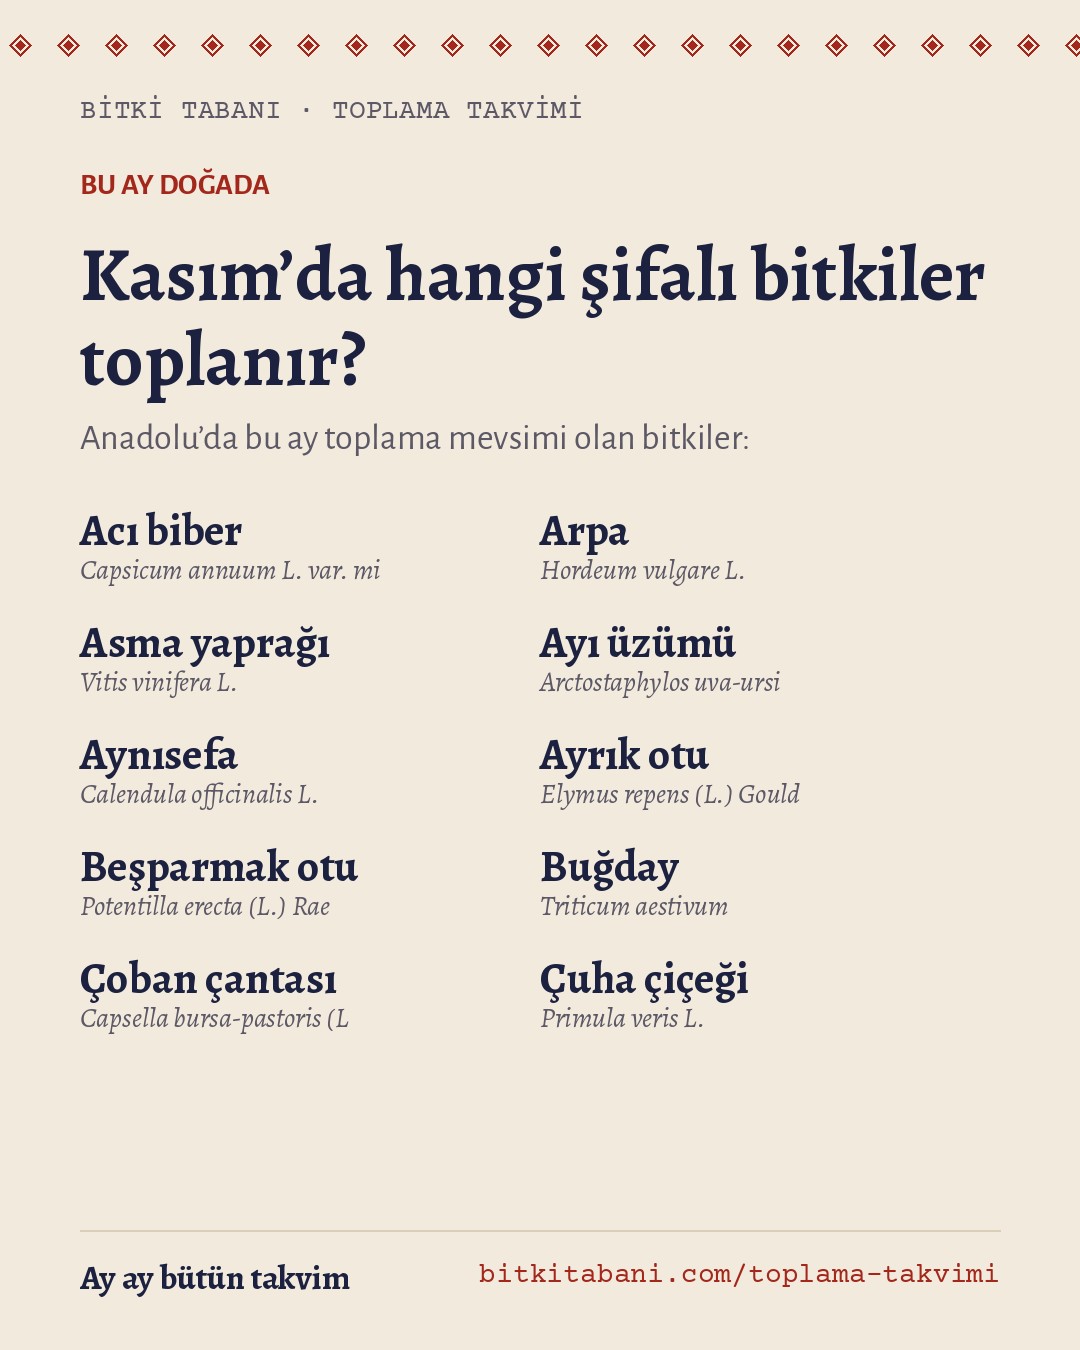 BİTKİ TABANI · TOPLAMA TAKVİMİ
BU AY DOĞADA
Kasım’da hangi şifalı bitkiler
toplanır?
Anadolu’da bu ay toplama mevsimi olan bitkiler:
Acı biber
Capsicum annuum L. var. mi
Arpa
Hordeum vulgare L.
Asma yaprağı
Vitis vinifera L.
Ayı üzümü
Arctostaphylos uva-ursi
Aynısefa
Calendula officinalis L.
Ayrık otu
Elymus repens (L.) Gould
Beşparmak otu
Potentilla erecta (L.) Rae
Buğday
Triticum aestivum
Çoban çantası
Capsella bursa-pastoris (L
Çuha çiçeği
Primula veris L.
Ay ay bütün takvim
bitkitabani.com/toplama-takvimi